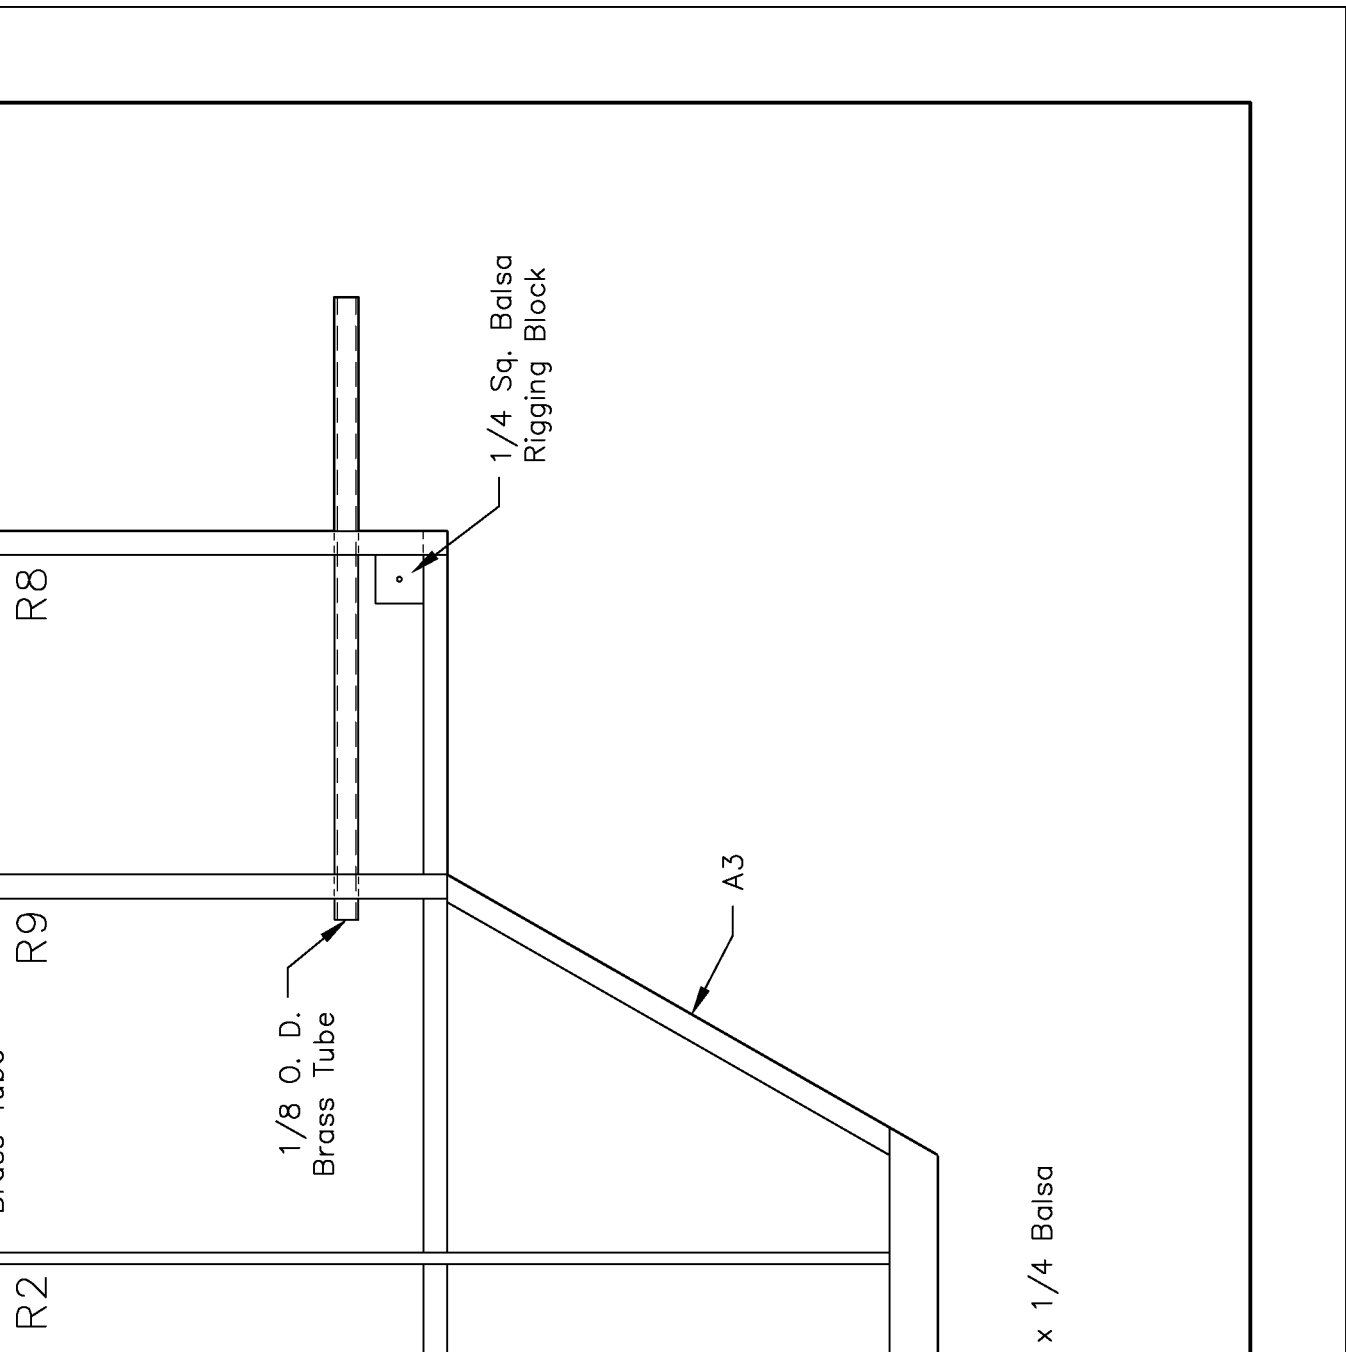 1/4 Sq. Balsa
Rigging Block
R8
A3
R9
1/8 O. D.
Brass Tube
x 1/4 Balsa
R2